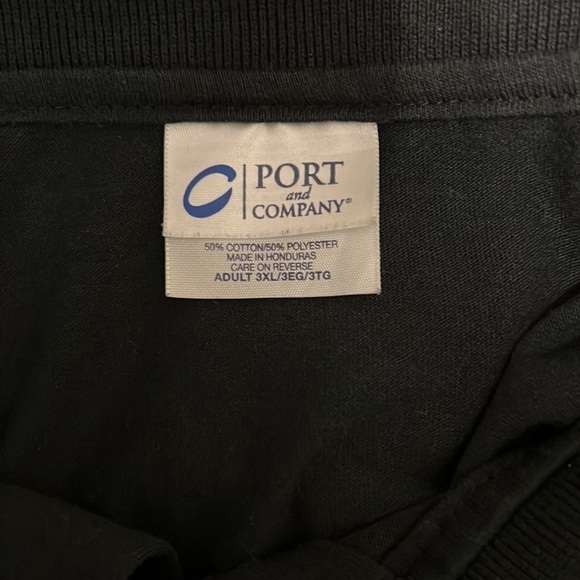 PORT
and
COMPANY®
50% COTTON/50% POLYESTER
MADE IN HONDURAS
CARE ON REVERSE
ADULT 3XL/3EG/3TG